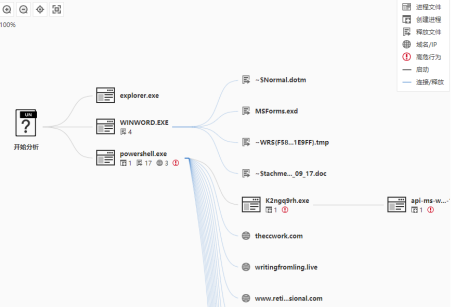 进程文件
创建进程
释放文件
域名/IP
高危行为
启动
连接/释放
100%
UN
?
开始分析
explorer.exe
WINWORD.EXE
4
powershell.exe
1 17 3
~$Normal.dotm
MSForms.exd
~WRS{F58... 1E9FF}.tmp
~Stachme..._09_17.doc
K2ngq9rh.exe
1
api-ms-w...-
1
theccwork.com
writingfromling.live
www.reti...sional.com